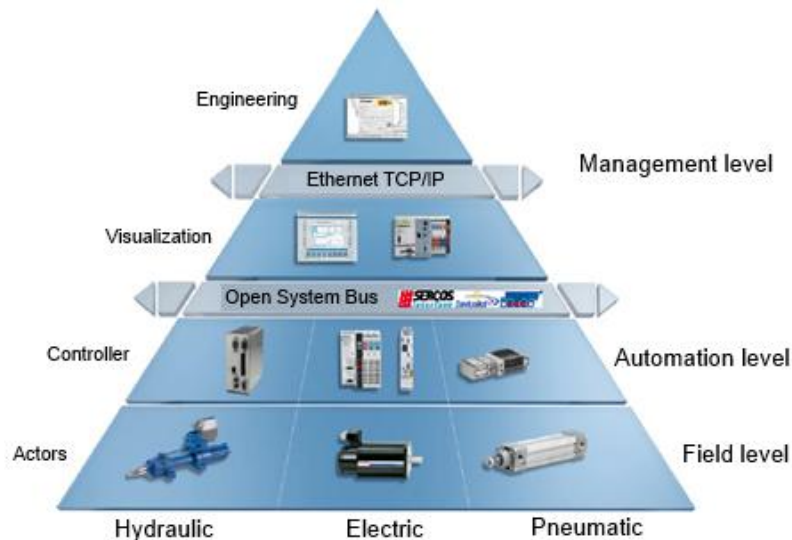 Engineering
Management level
Ethernet TCP/IP
Visualization
Open System Bus SERCOS interface
Controller
Automation level
Actors
Field level
Hydraulic Electric Pneumatic